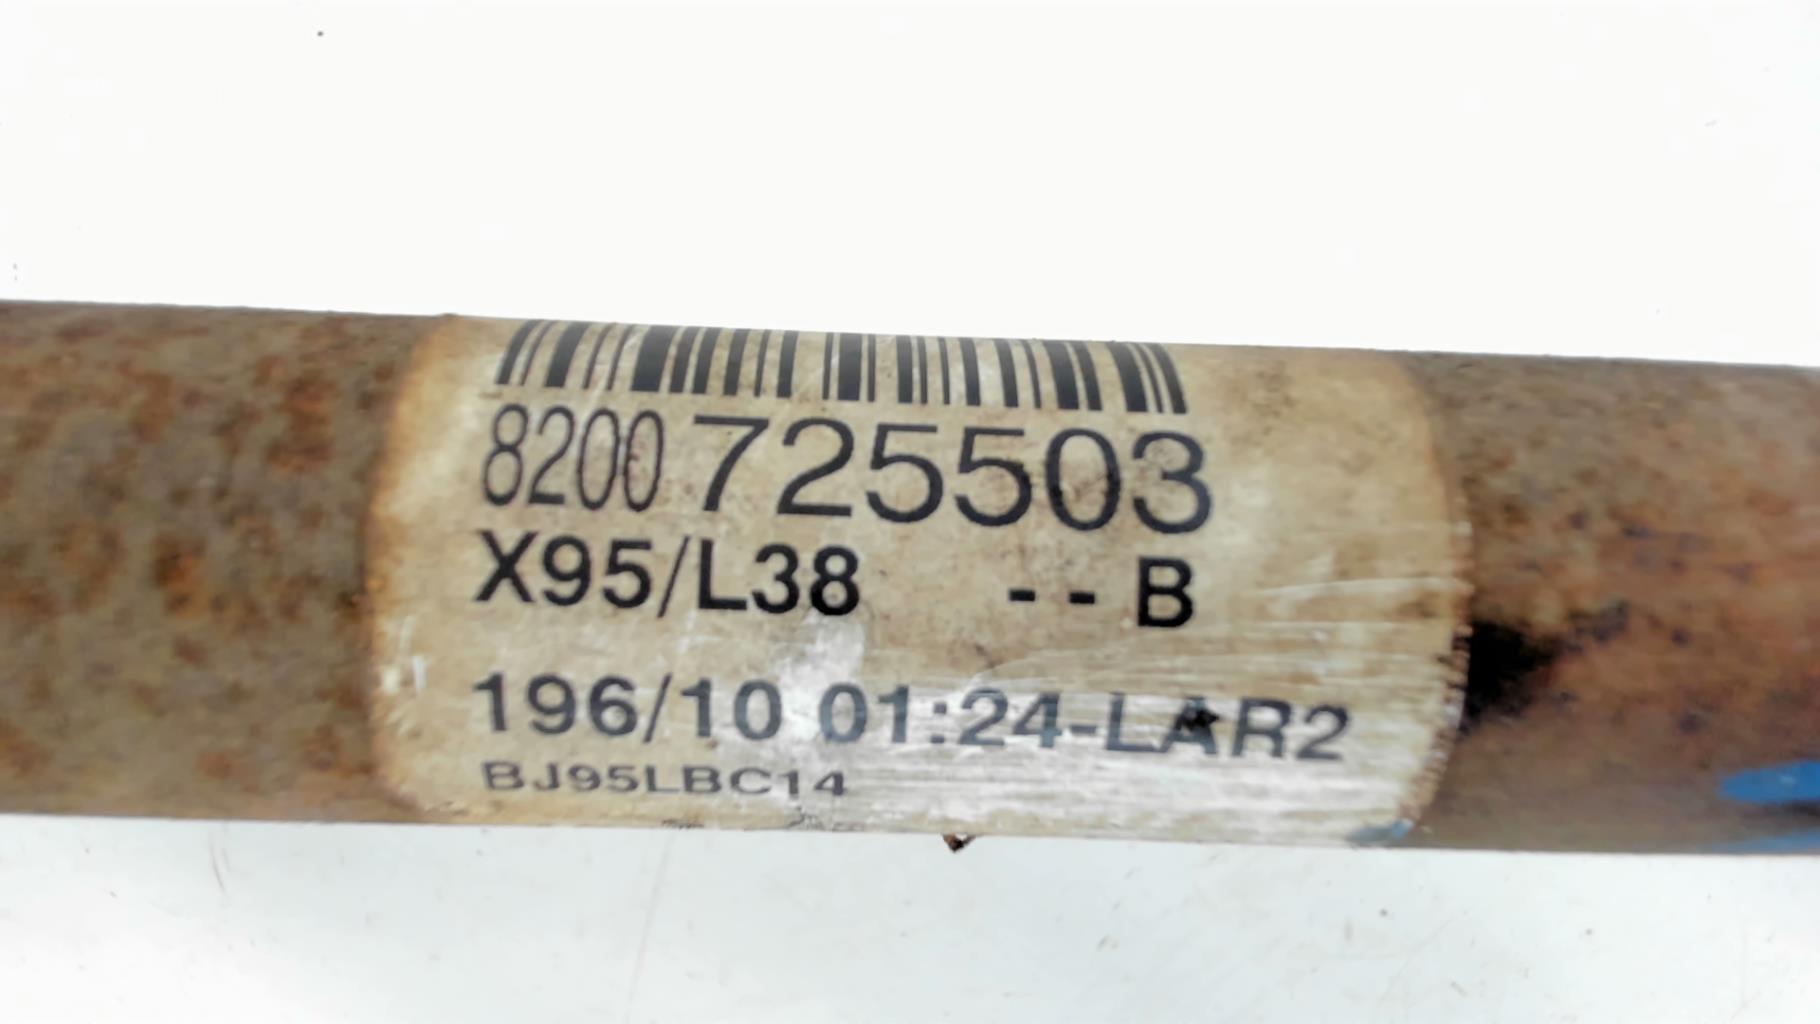 8200 725503
X95/L38 -- B
196/10 01:24-LAR2
BJ95LBC14